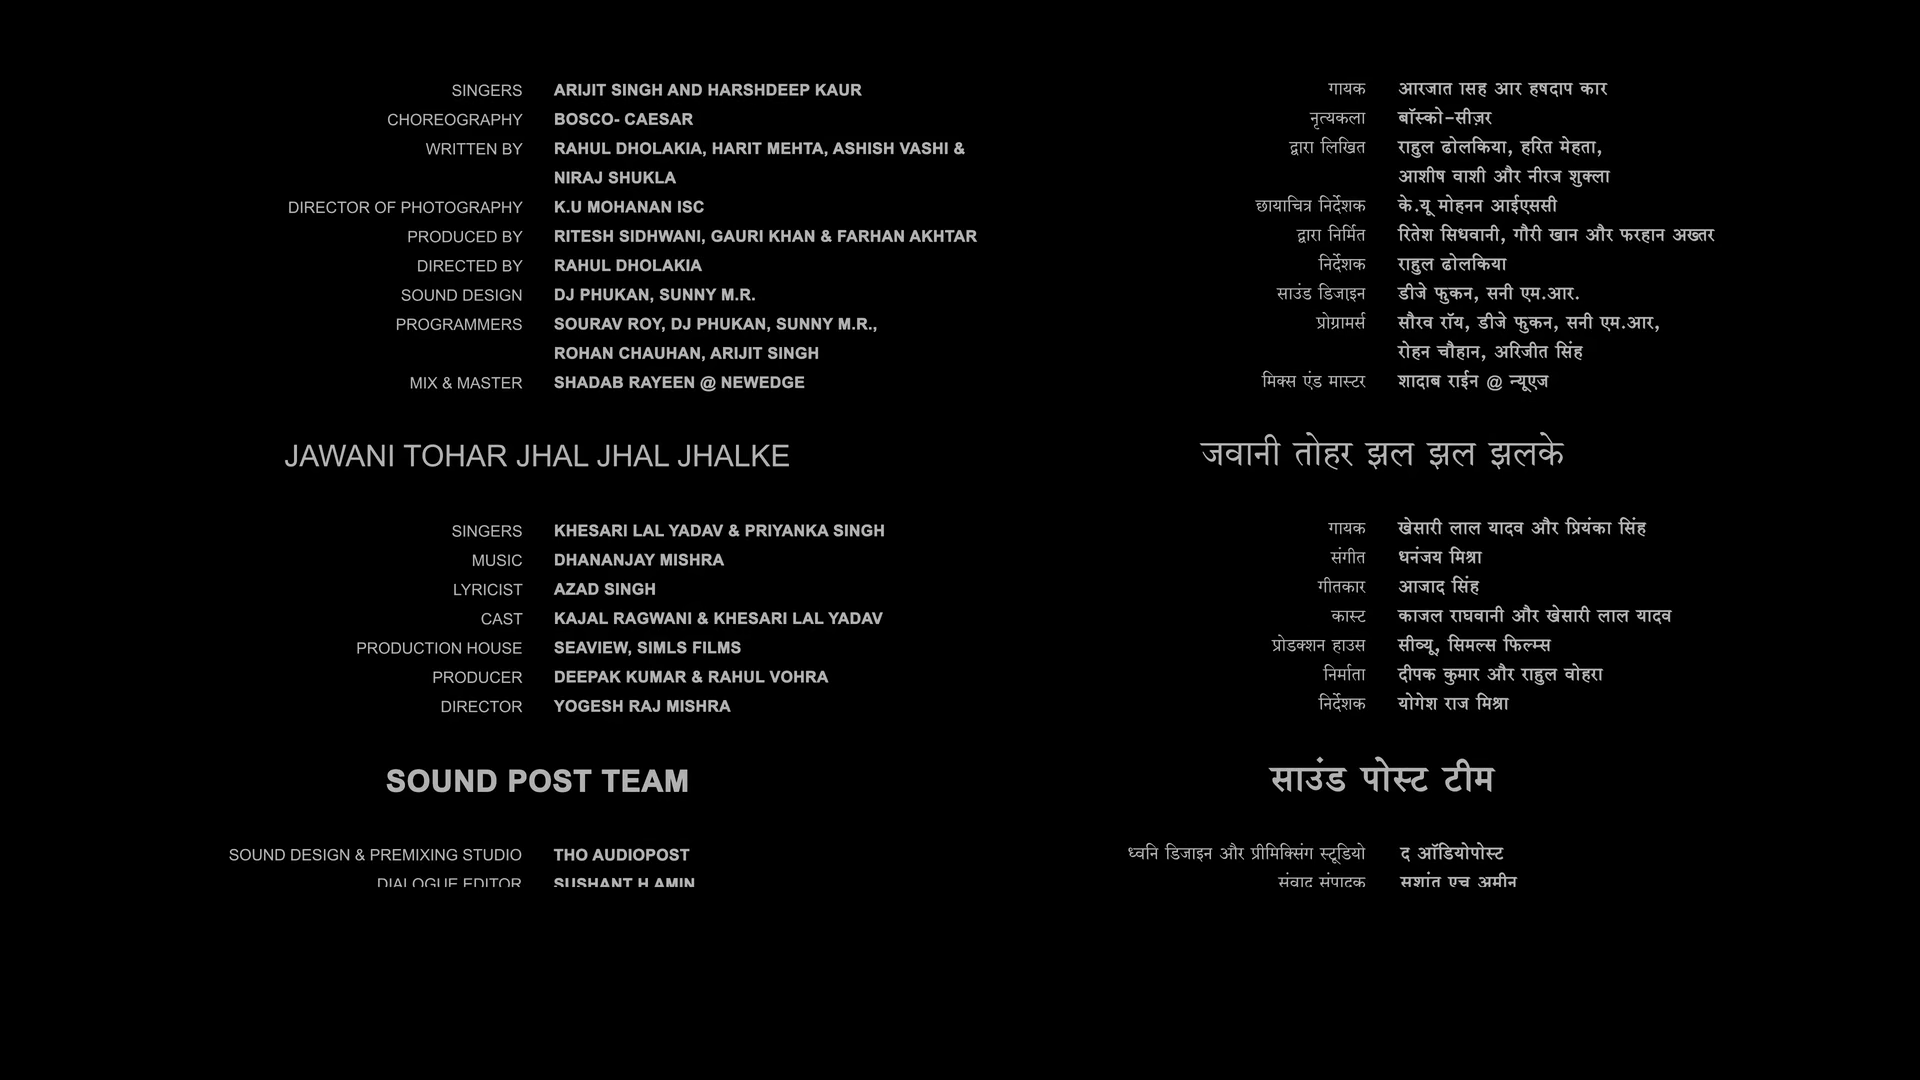 SINGERS ARIJIT SINGH AND HARSHDEEP KAUR
CHOREOGRAPHY BOSCO- CAESAR
WRITTEN BY RAHUL DHOLAKIA, HARIT MEHTA, ASHISH VASHI &
NIRAJ SHUKLA
DIRECTOR OF PHOTOGRAPHY K.U MOHANAN ISC
PRODUCED BY RITESH SIDHWANI, GAURI KHAN & FARHAN AKHTAR
DIRECTED BY RAHUL DHOLAKIA
SOUND DESIGN DJ PHUKAN, SUNNY M.R.
PROGRAMMERS SOURAV ROY, DJ PHUKAN, SUNNY M.R.,
ROHAN CHAUHAN, ARIJIT SINGH
MIX & MASTER SHADAB RAYEEN @ NEWEDGE
JAWANI TOHAR JHAL JHAL JHALKE
SINGERS KHESARI LAL YADAV & PRIYANKA SINGH
MUSIC DHANANJAY MISHRA
LYRICIST AZAD SINGH
CAST KAJAL RAGWANI & KHESARI LAL YADAV
PRODUCTION HOUSE SEAVIEW, SIMLS FILMS
PRODUCER DEEPAK KUMAR & RAHUL VOHRA
DIRECTOR YOGESH RAJ MISHRA
SOUND POST TEAM
SOUND DESIGN & PREMIXING STUDIO THO AUDIOPOST
DIALOGUE EDITOR SUSHANT H AMIN
गायक
नृत्यकला बॉस्को-सीज़र
द्वारा लिखित राहुल ढोलकिया, हरित मेहता,
आशीष वाशी और नीरज शुक्ला
छायाचित्र निर्देशक के.यू मोहनन आईएससी
द्वारा निर्मित रितेश सिधवानी, गौरी खान और फरहान अख्तर
निर्देशक राहुल ढोलकिया
साउंड डिजाइन डीजे फुकन, सनी एम.आर.
प्रोग्रामर्स सौरव रॉय, डीजे फुकन, सनी एम.आर,
रोहन चौहान, अरिजीत सिंह
मिक्स एंड मास्टर शादाब राईन @ न्यूएज
जवानी तोहर झल झल झलके
गायक खेसारी लाल यादव और प्रियंका सिंह
संगीत धनंजय मिश्रा
गीतकार आजाद सिंह
कास्ट काजल राघवानी और खेसारी लाल यादव
प्रोडक्शन हाउस सीव्यू, सिमल्स फिल्म्स
निर्माता दीपक कुमार और राहुल वोहरा
निर्देशक योगेश राज मिश्रा
साउंड पोस्ट टीम
ध्वनि डिजाइन और प्रीमिक्सिंग स्टूडियो द ऑडियोपोस्ट
संवाद संपादक सुशांत एच अमीन